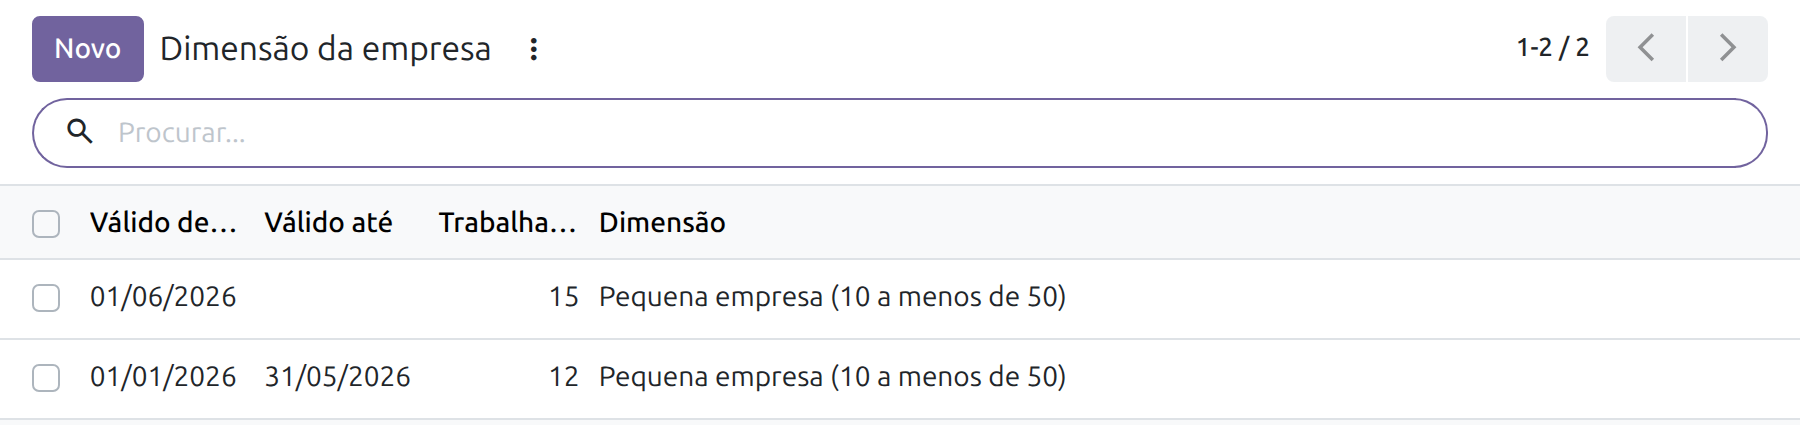 Novo Dimensão da empresa 1-2 / 2
Procurar...
Válido de... Válido até Trabalha... Dimensão
01/06/2026 15 Pequena empresa (10 a menos de 50)
01/01/2026 31/05/2026 12 Pequena empresa (10 a menos de 50)